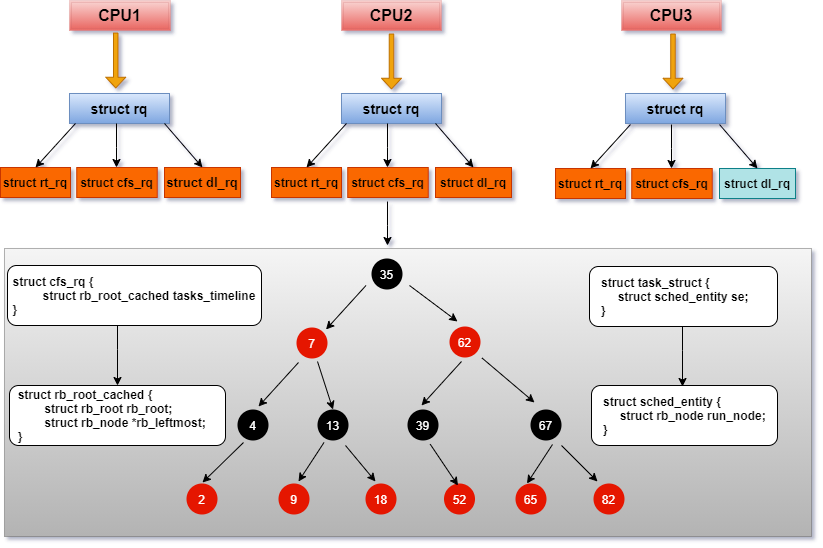 CPU1
CPU2
CPU3
struct rq
struct rq
struct rq
struct rt_rq
struct cfs_rq
struct dl_rq
struct rt_rq
struct cfs_rq
struct dl_rq
struct rt_rq
struct cfs_rq
struct dl_rq
struct cfs_rq {
struct rb_root_cached tasks_timeline
}
35
struct task_struct {
struct sched_entity se;
}
7
62
struct rb_root_cached {
struct rb_root rb_root;
struct rb_node *rb_leftmost;
}
4
13
39
67
struct sched_entity {
struct rb_node run_node;
}
2
9
18
52
65
82